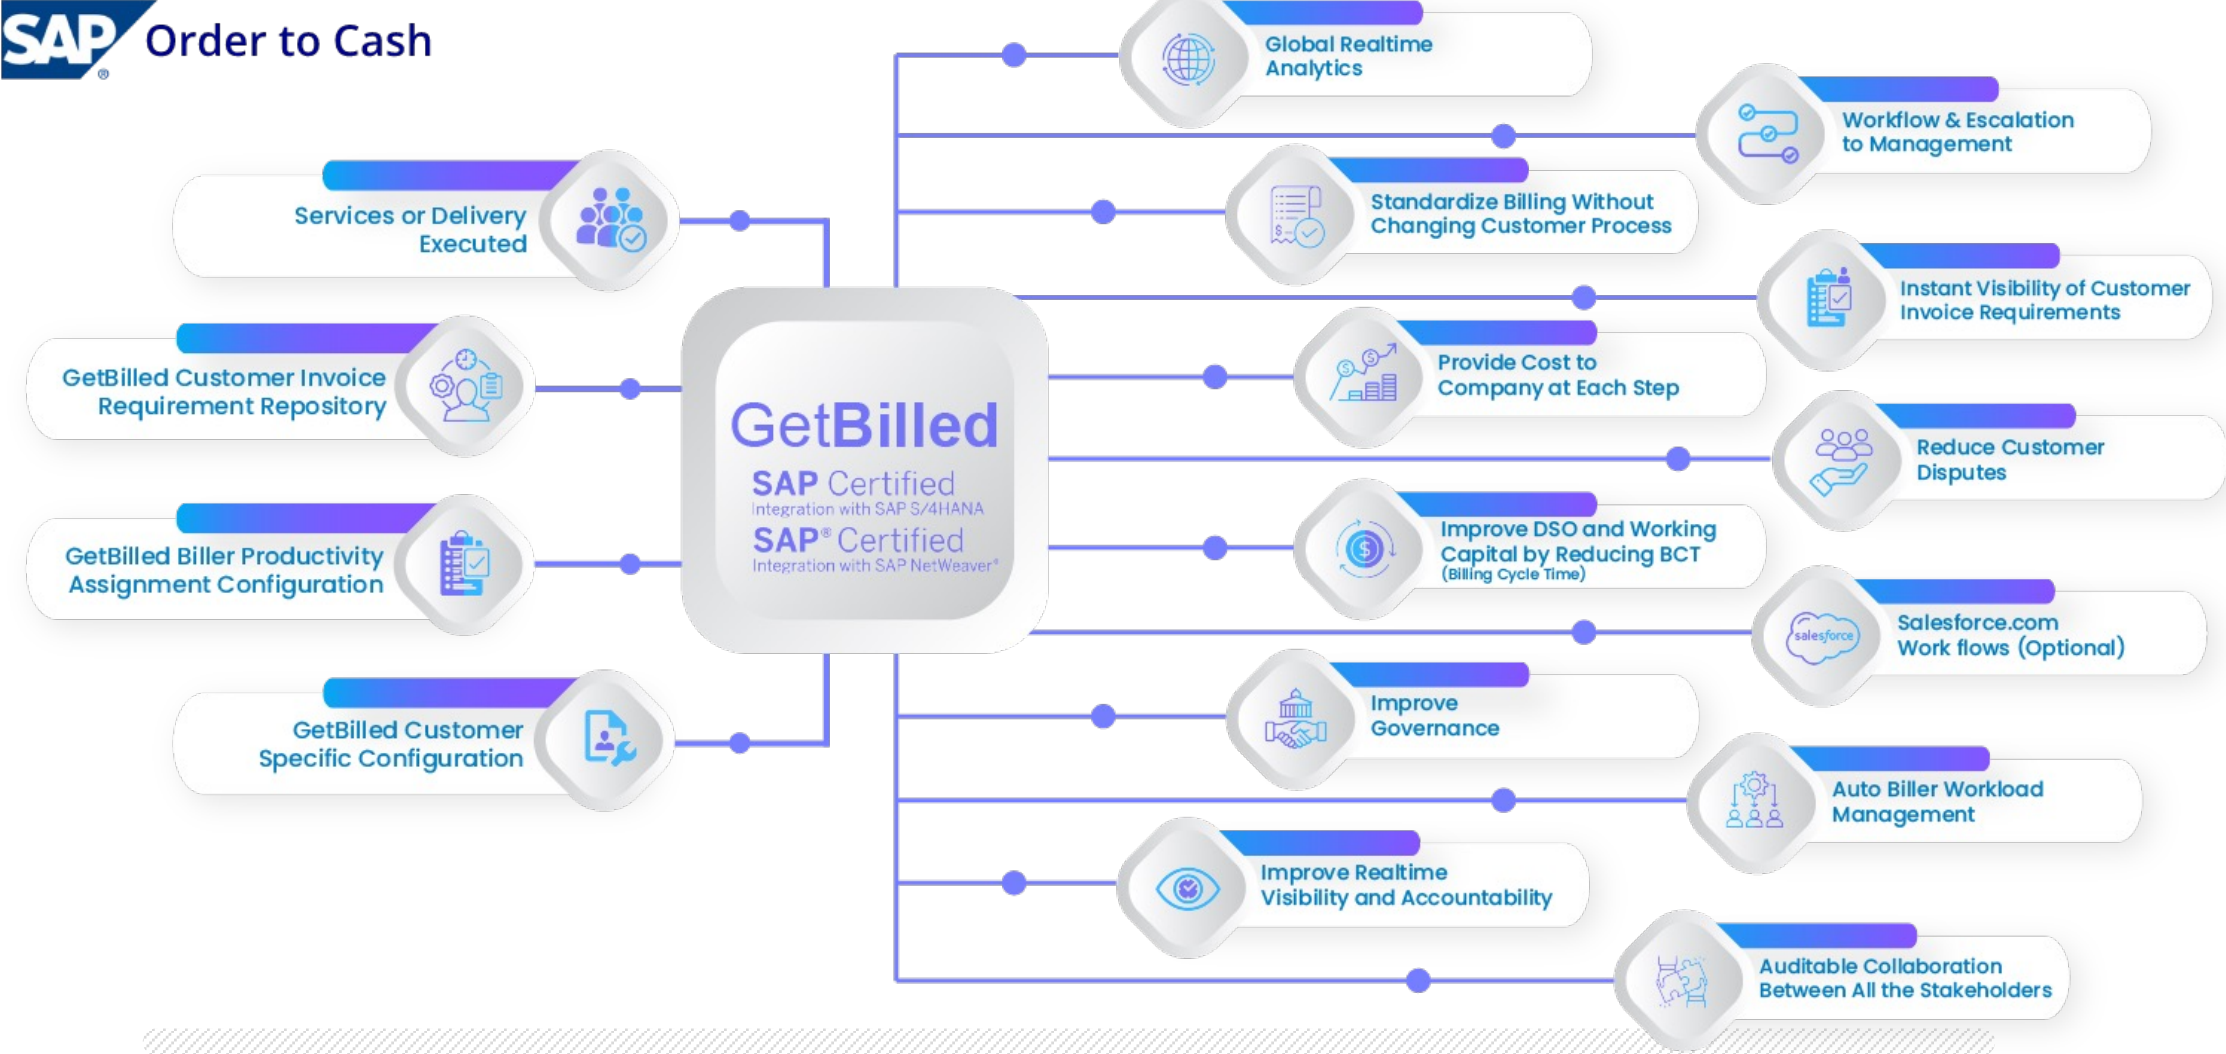 SAP
®
Order to Cash
Services or Delivery
Executed
GetBilled Customer Invoice
Requirement Repository
GetBilled Biller Productivity
Assignment Configuration
GetBilled Customer
Specific Configuration
GetBilled
SAP Certified
Integration with SAP S/4HANA
SAP® Certified
Integration with SAP NetWeaver®
Global Realtime
Analytics
Workflow & Escalation
to Management
Standardize Billing Without
Changing Customer Process
$
Instant Visibility of Customer
Invoice Requirements
Provide Cost to
Company at Each Step
$
$
Reduce Customer
Disputes
Improve DSO and Working
Capital by Reducing BCT
(Billing Cycle Time)
$
salesforce
Salesforce.com
Work flows (Optional)
Improve
Governance
Auto Biller Workload
Management
Improve Realtime
Visibility and Accountability
Auditable Collaboration
Between All the Stakeholders